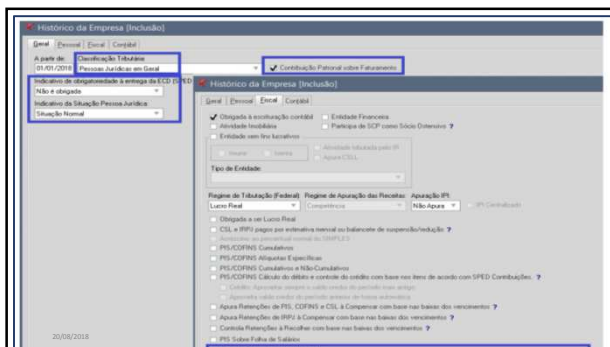 Histórico da Empresa (Inclusão)
Geral Pessoal Fiscal Contábil
A partir de: Classificação Tributária
01/01/2018 Pessoas Jurídicas em Geral Contribuição Patronal sobre Faturamento
Indicativo de obrigatoriedade à entrega da ECD (SPED
Não é obrigada
Indicativo da Situação Pessoa Jurídica:
Situação Normal
Histórico da Empresa (Inclusão)
Geral Pessoal Fiscal Contábil
Obrigada à escrituração contábil Entidade Financeira
Atividade Imobiliária Participa de SCP como Sócio Ostensivo ?
Entidade sem fins lucrativos
Imune Isenta Atividade tributada pelo IR
Apura CSLL
Tipo de Entidade:
Regime de Tributação (Federal) Regime de Apuração das Receitas Apuração IPI:
Lucro Real Competência Não Apura IPI Centralizado
Obrigada a ser Lucro Real
CSL e IRPJ pagos por estimativa mensal ou balancete de suspensão/redução ?
PIS/COFINS Cumulativos
PIS/COFINS Alíquotas Específicas
PIS/COFINS Cumulativos e Não-Cumulativos
PIS/COFINS Cálculo do débito e controle do crédito com base nos itens de acordo com SPED Contribuições. ?
Apura Retenções de PIS, COFINS e CSL à Compensar com base nas baixas dos vencimentos ?
Apura Retenções de IRPJ à Compensar com base nas baixas dos vencimentos ?
Controla Retenções à Recolher com base nas baixas dos vencimentos ?
PIS Sobre Folha de Salários
20/08/2018